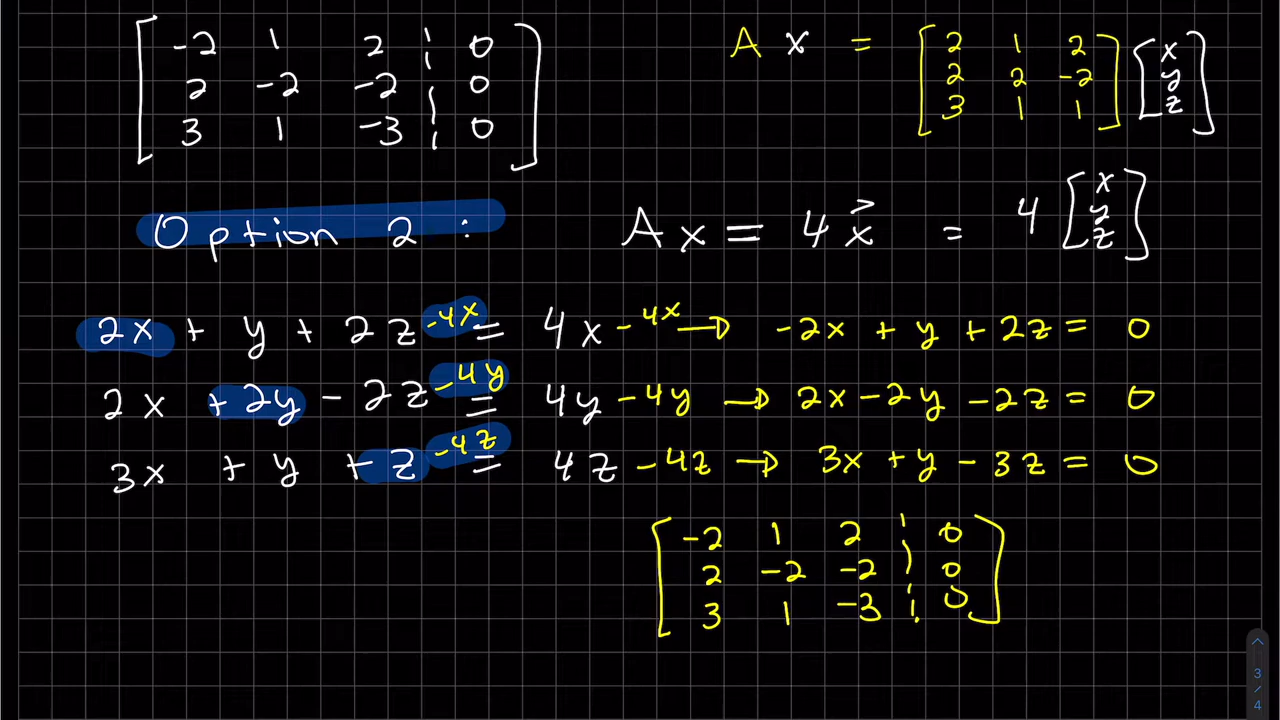 -2 1 2 ¦ 0
2 -2 -2 ¦ 0
3 1 -3 ¦ 0
A x = [2 1 2
2 2 -2
3 1 1] [x
y
z]
Option 2 :
Ax = 4x⃗ = 4 [x
y
z]
2x + y + 2z -4x = 4x - 4x → -2x + y + 2z = 0
2x + 2y - 2z -4y = 4y - 4y → 2x - 2y - 2z = 0
3x + y + z -4z = 4z - 4z → 3x + y - 3z = 0
-2 1 2 ¦ 0
2 -2 -2 ¦ 0
3 1 -3 ¦ 0
3
/
4